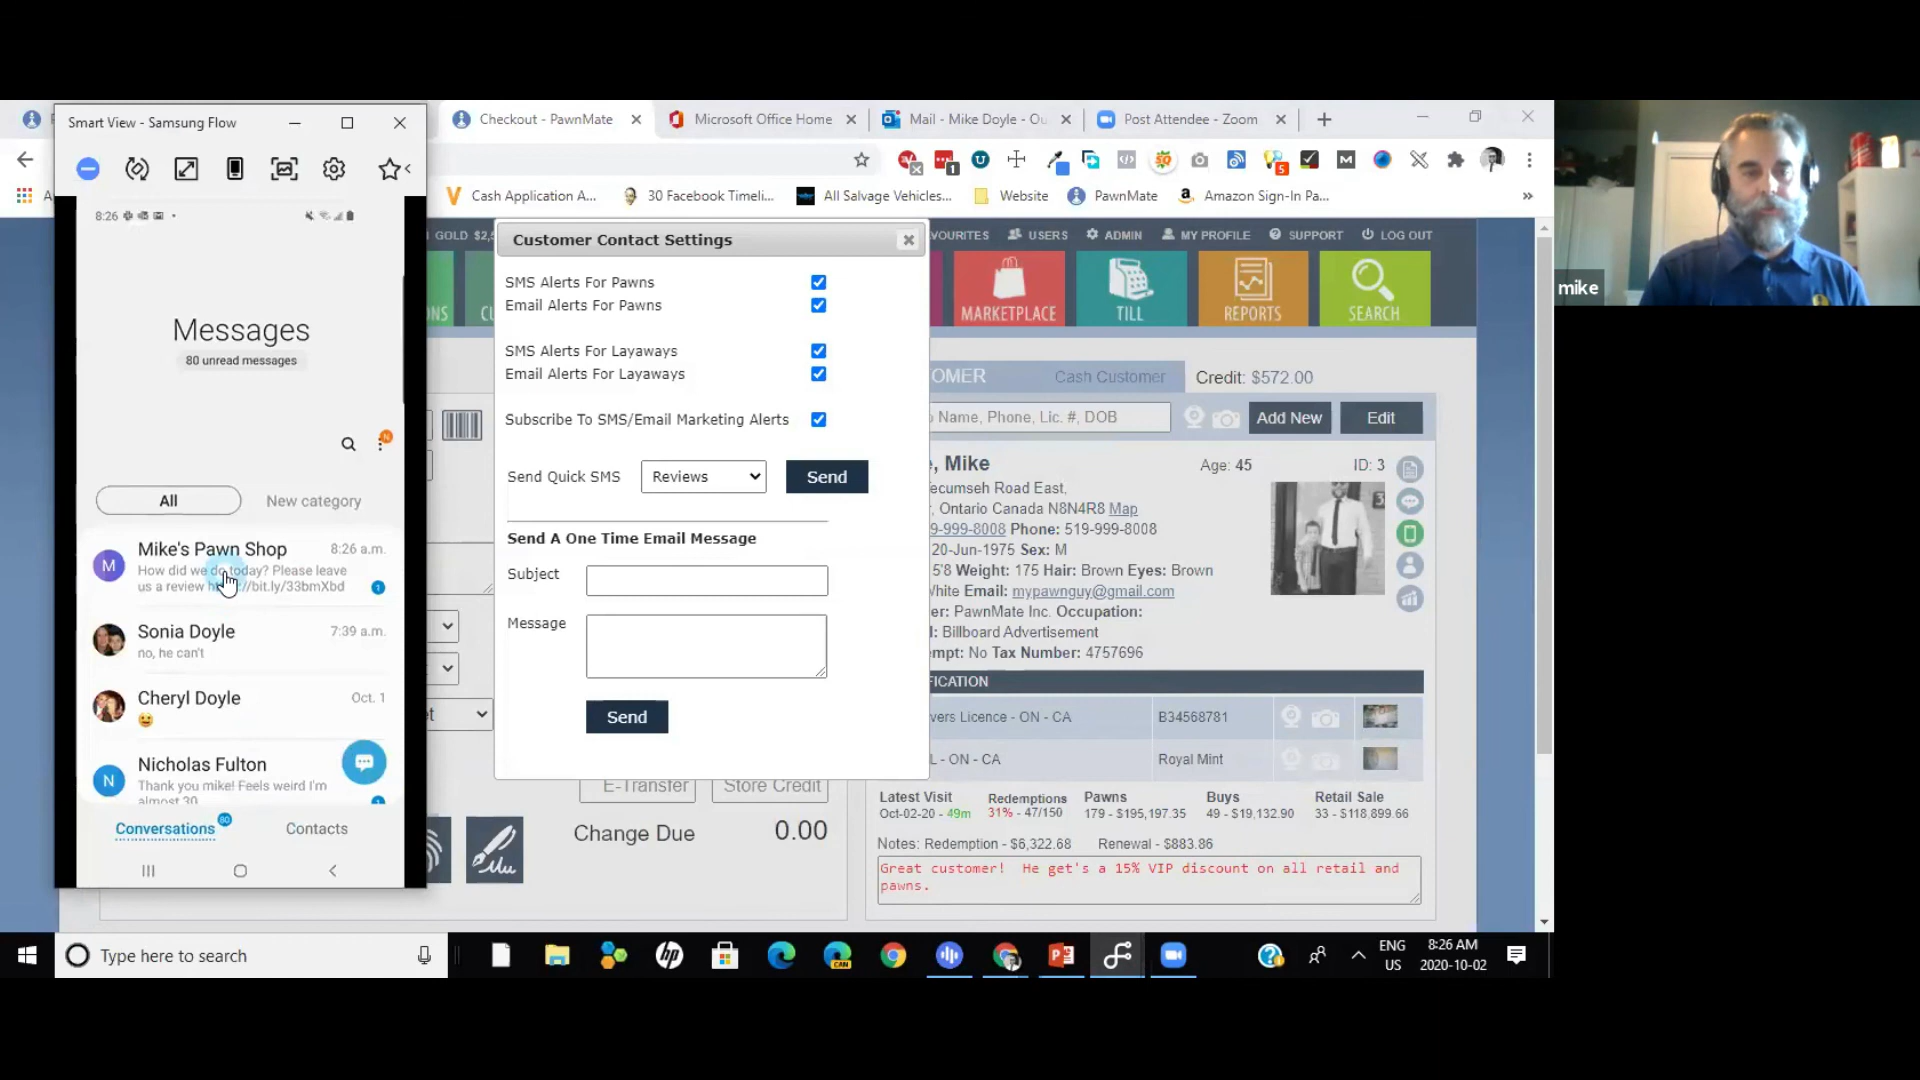 Smart View - Samsung Flow
Checkout - PawnMate
Microsoft Office Home
Mail - Mike Doyle - Ou
Post Attendee - Zoom
Cash Application A...
30 Facebook Timeli...
All Salvage Vehicles...
Website
PawnMate
Amazon Sign-In Pa...
8:26
Messages
80 unread messages
All
New category
Mike's Pawn Shop
8:26 a.m.
How did we do today? Please leave
us a review
//bit.ly/33bmXbd
1
Sonia Doyle
7:39 a.m.
no, he can't
Cheryl Doyle
Oct. 1
Nicholas Fulton
Thank you mike! Feels weird I'm
almost 30
Conversations
80
Contacts
GOLD $2,
USERS
ADMIN
MY PROFILE
SUPPORT
LOG OUT
MARKETPLACE
TILL
REPORTS
SEARCH
Customer Contact Settings
SMS Alerts For Pawns
Email Alerts For Pawns
SMS Alerts For Layaways
Email Alerts For Layaways
Subscribe To SMS/Email Marketing Alerts
Send Quick SMS
Reviews
Send
Send A One Time Email Message
Subject
Message
Send
E-Transfer
Store Credit
Change Due
0.00
OMER
Cash Customer
Credit: $572.00
Name, Phone, Lic. #, DOB
Add New
Edit
, Mike
Age: 45
ID: 3
ecumseh Road East,
, Ontario Canada N8N4R8 Map
9-999-8008 Phone: 519-999-8008
20-Jun-1975 Sex: M
5'8 Weight: 175 Hair: Brown Eyes: Brown
hite Email: mypawnguy@gmail.com
er: PawnMate Inc. Occupation:
: Billboard Advertisement
mpt: No Tax Number: 4757696
FICATION
vers Licence - ON - CA
B34568781
L - ON - CA
Royal Mint
Latest Visit
Redemptions
Pawns
Buys
Retail Sale
Oct-02-20 - 49m
31% - 47/150
179 - $195,197.35
49 - $19,132.90
33 - $118,899.66
Notes: Redemption - $6,322.68
Renewal - $883.86
Great customer! He get's a 15% VIP discount on all retail and
pawns.
mike
Type here to search
ENG
US
8:26 AM
2020-10-02